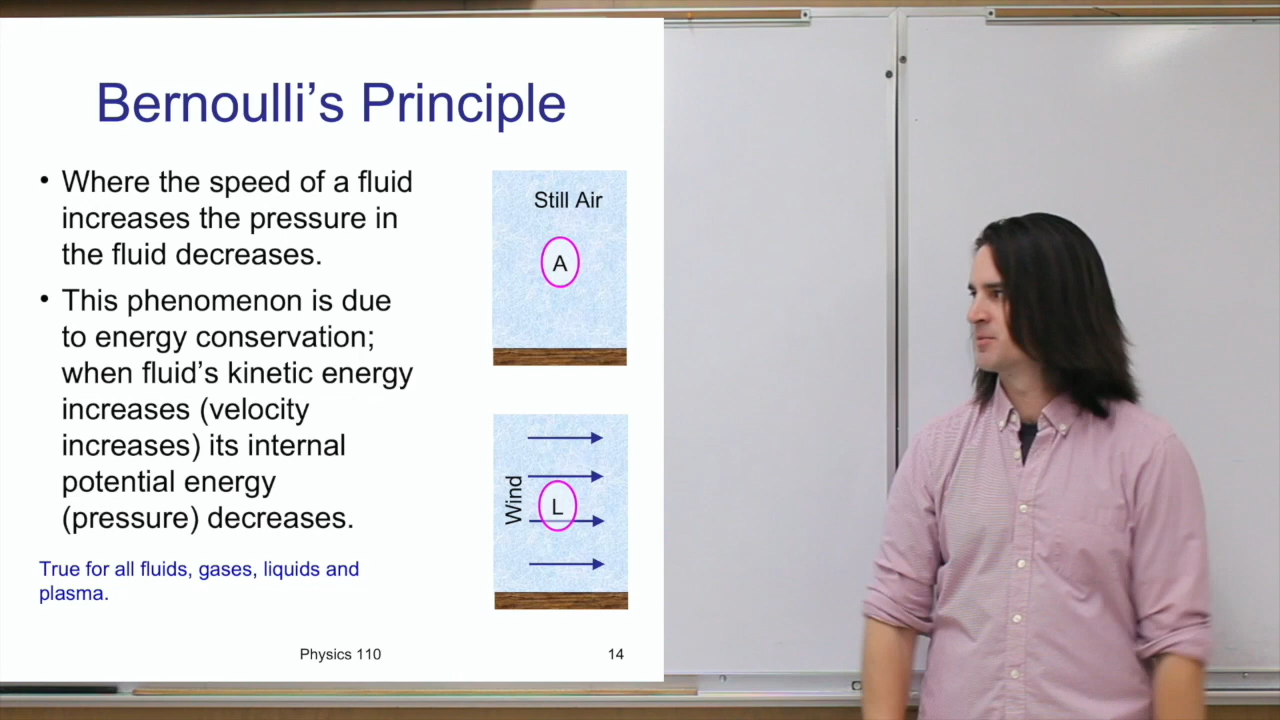 Bernoulli’s Principle
• Where the speed of a fluid
increases the pressure in
the fluid decreases.
• This phenomenon is due
to energy conservation;
when fluid’s kinetic energy
increases (velocity
increases) its internal
potential energy
(pressure) decreases.
True for all fluids, gases, liquids and
plasma.
Still Air
A
Wind
L
Physics 110
14